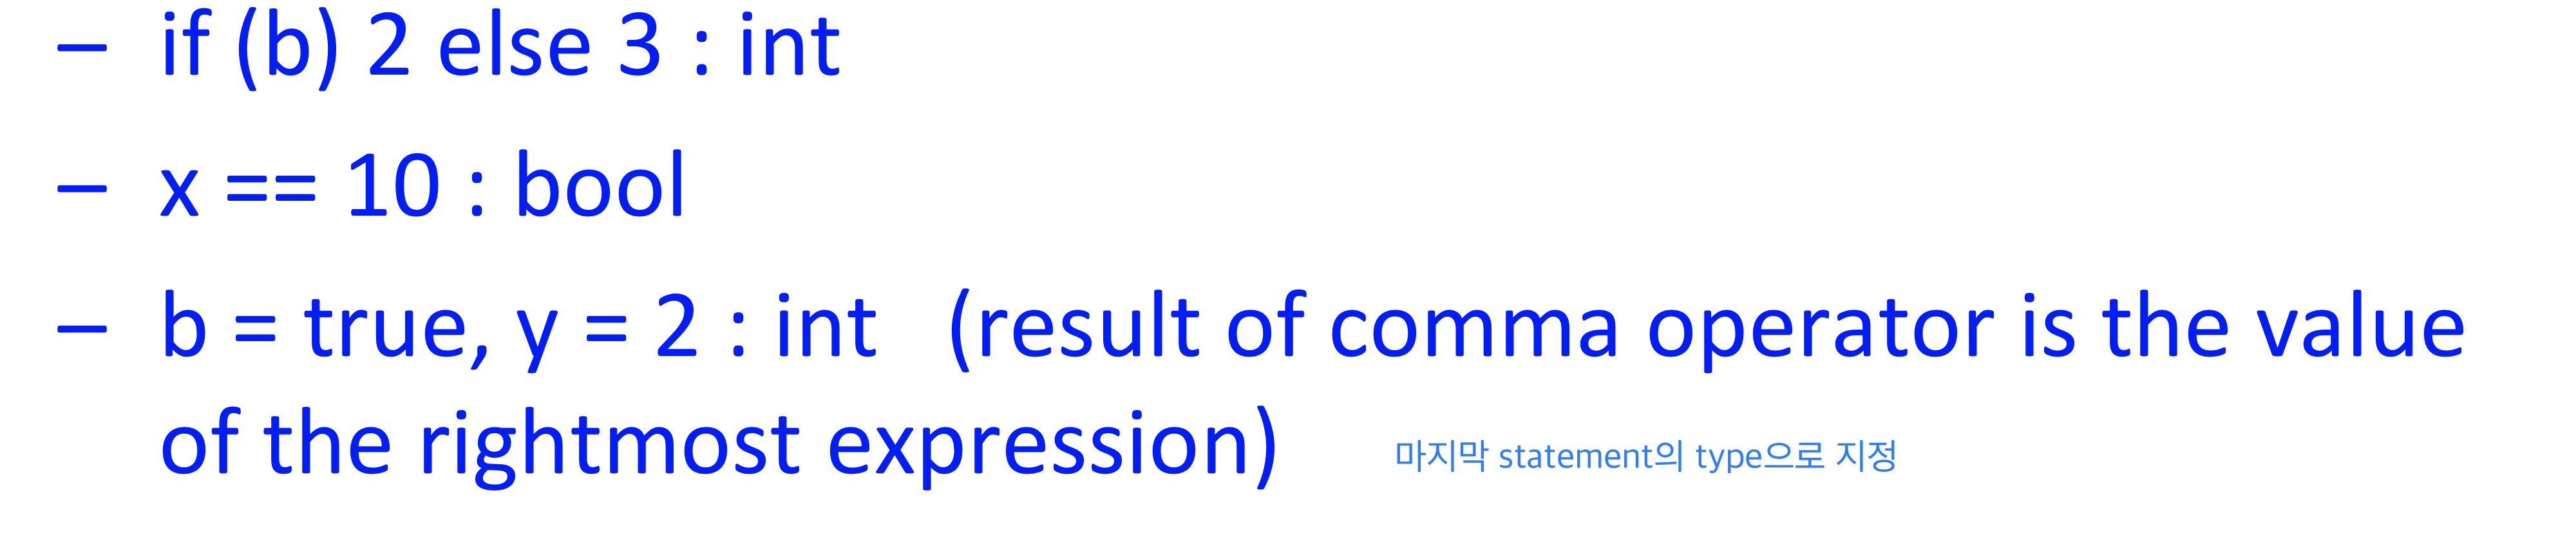 – if (b) 2 else 3 : int
– x == 10 : bool
– b = true, y = 2 : int (result of comma operator is the value
of the rightmost expression) 마지막 statement의 type으로 지정